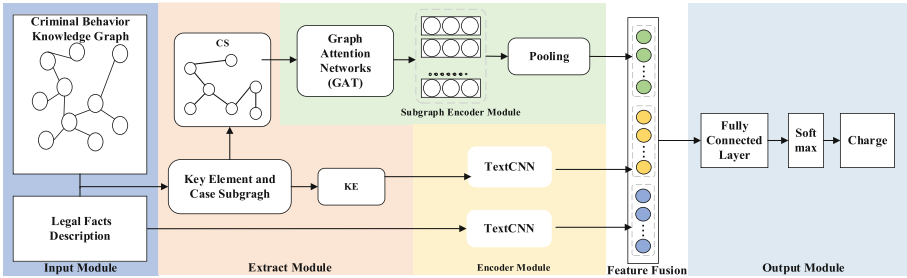 Criminal Behavior
Knowledge Graph
Legal Facts
Description
Input Module
CS
Key Element and
Case Subgragh
KE
Extract Module
Graph
Attention
Networks
(GAT)
Pooling
Subgraph Encoder Module
TextCNN
TextCNN
Encoder Module
Feature Fusion
Fully
Connected
Layer
Soft
max
Charge
Output Module